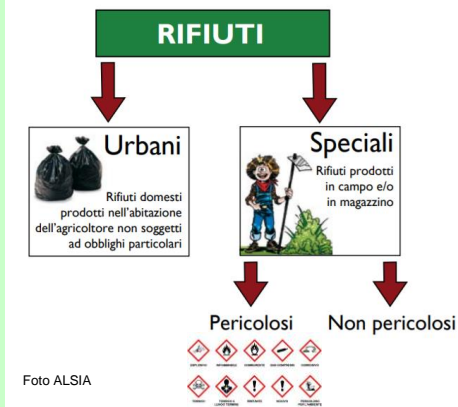 RIFIUTI
Urbani
Rifiuti domesti
prodotti nell'abitazione
dell'agricoltore non soggetti
ad obblighi particolari
Speciali
Rifiuti prodotti
in campo e/o
in magazzino
Pericolosi
Non pericolosi
Foto ALSIA